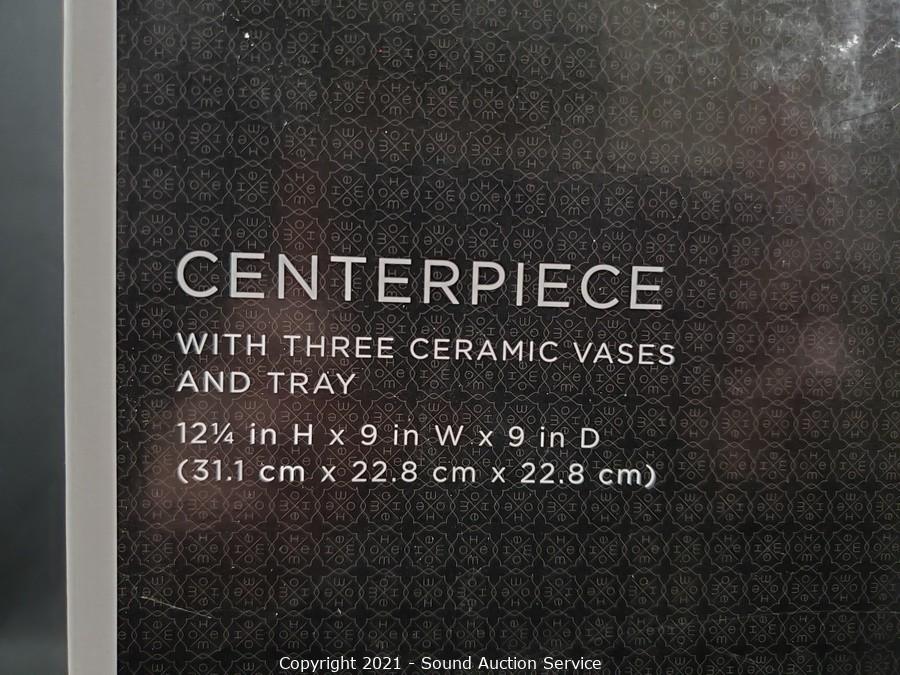 CENTERPIECE
WITH THREE CERAMIC VASES
AND TRAY
12¼ in H x 9 in W x 9 in D
(31.1 cm x 22.8 cm x 22.8 cm)
Copyright 2021 - Sound Auction Service